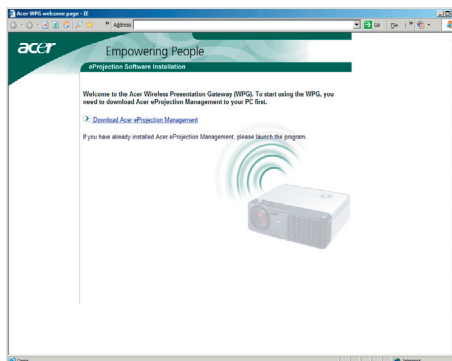 Acer WPG welcome page - IE
Address
Go
acer
Empowering People
eProjection Software Installation
Welcome to the Acer Wireless Presentation Gateway (WPG). To start using the WPG, you
need to download Acer eProjection Management to your PC first.
Download Acer eProjection Management
If you have already installed Acer eProjection Management, please launch the program.
Internet